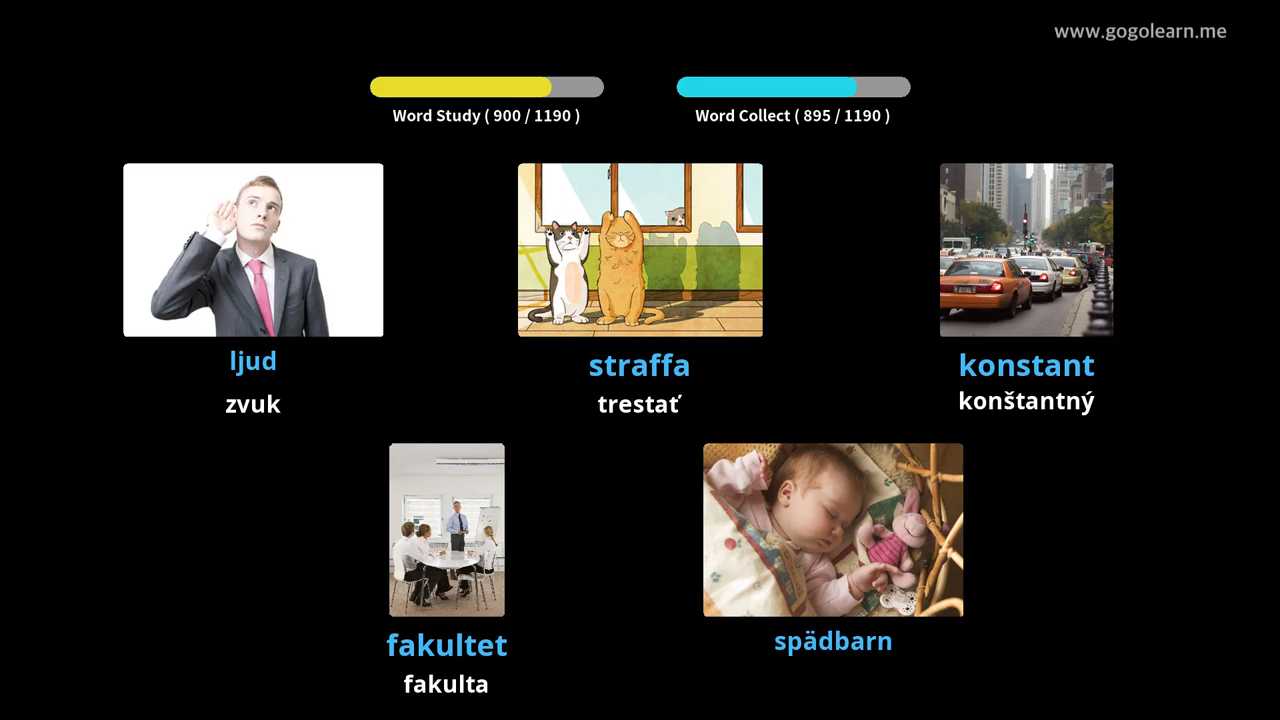 www.gogolearn.me
Word Study ( 900 / 1190 )
Word Collect ( 895 / 1190 )
ljud
zvuk
straffa
trestať
konstant
konštantný
fakultet
fakulta
spädbarn